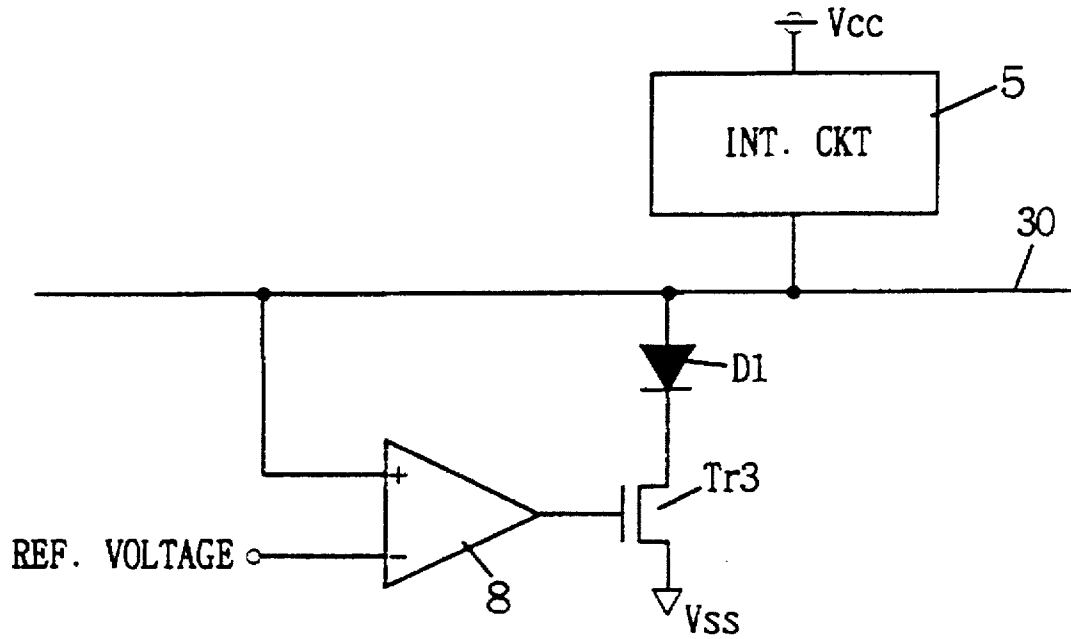 Vcc
5
INT. CKT
30
D1
Tr3
+
REF. VOLTAGE
-
8
Vss